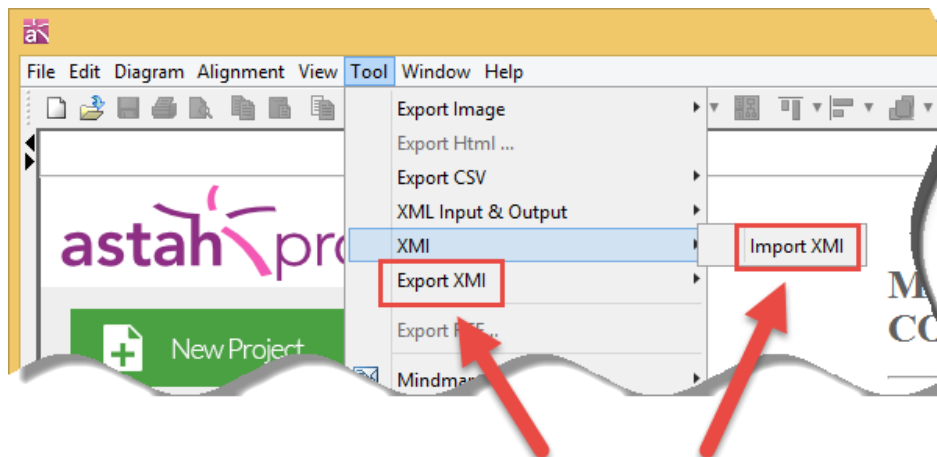 File Edit Diagram Alignment View Tool Window Help
Export Image
Export Html ...
Export CSV
XML Input & Output
astah pro
XMI
Import XMI
Export XMI
New Project